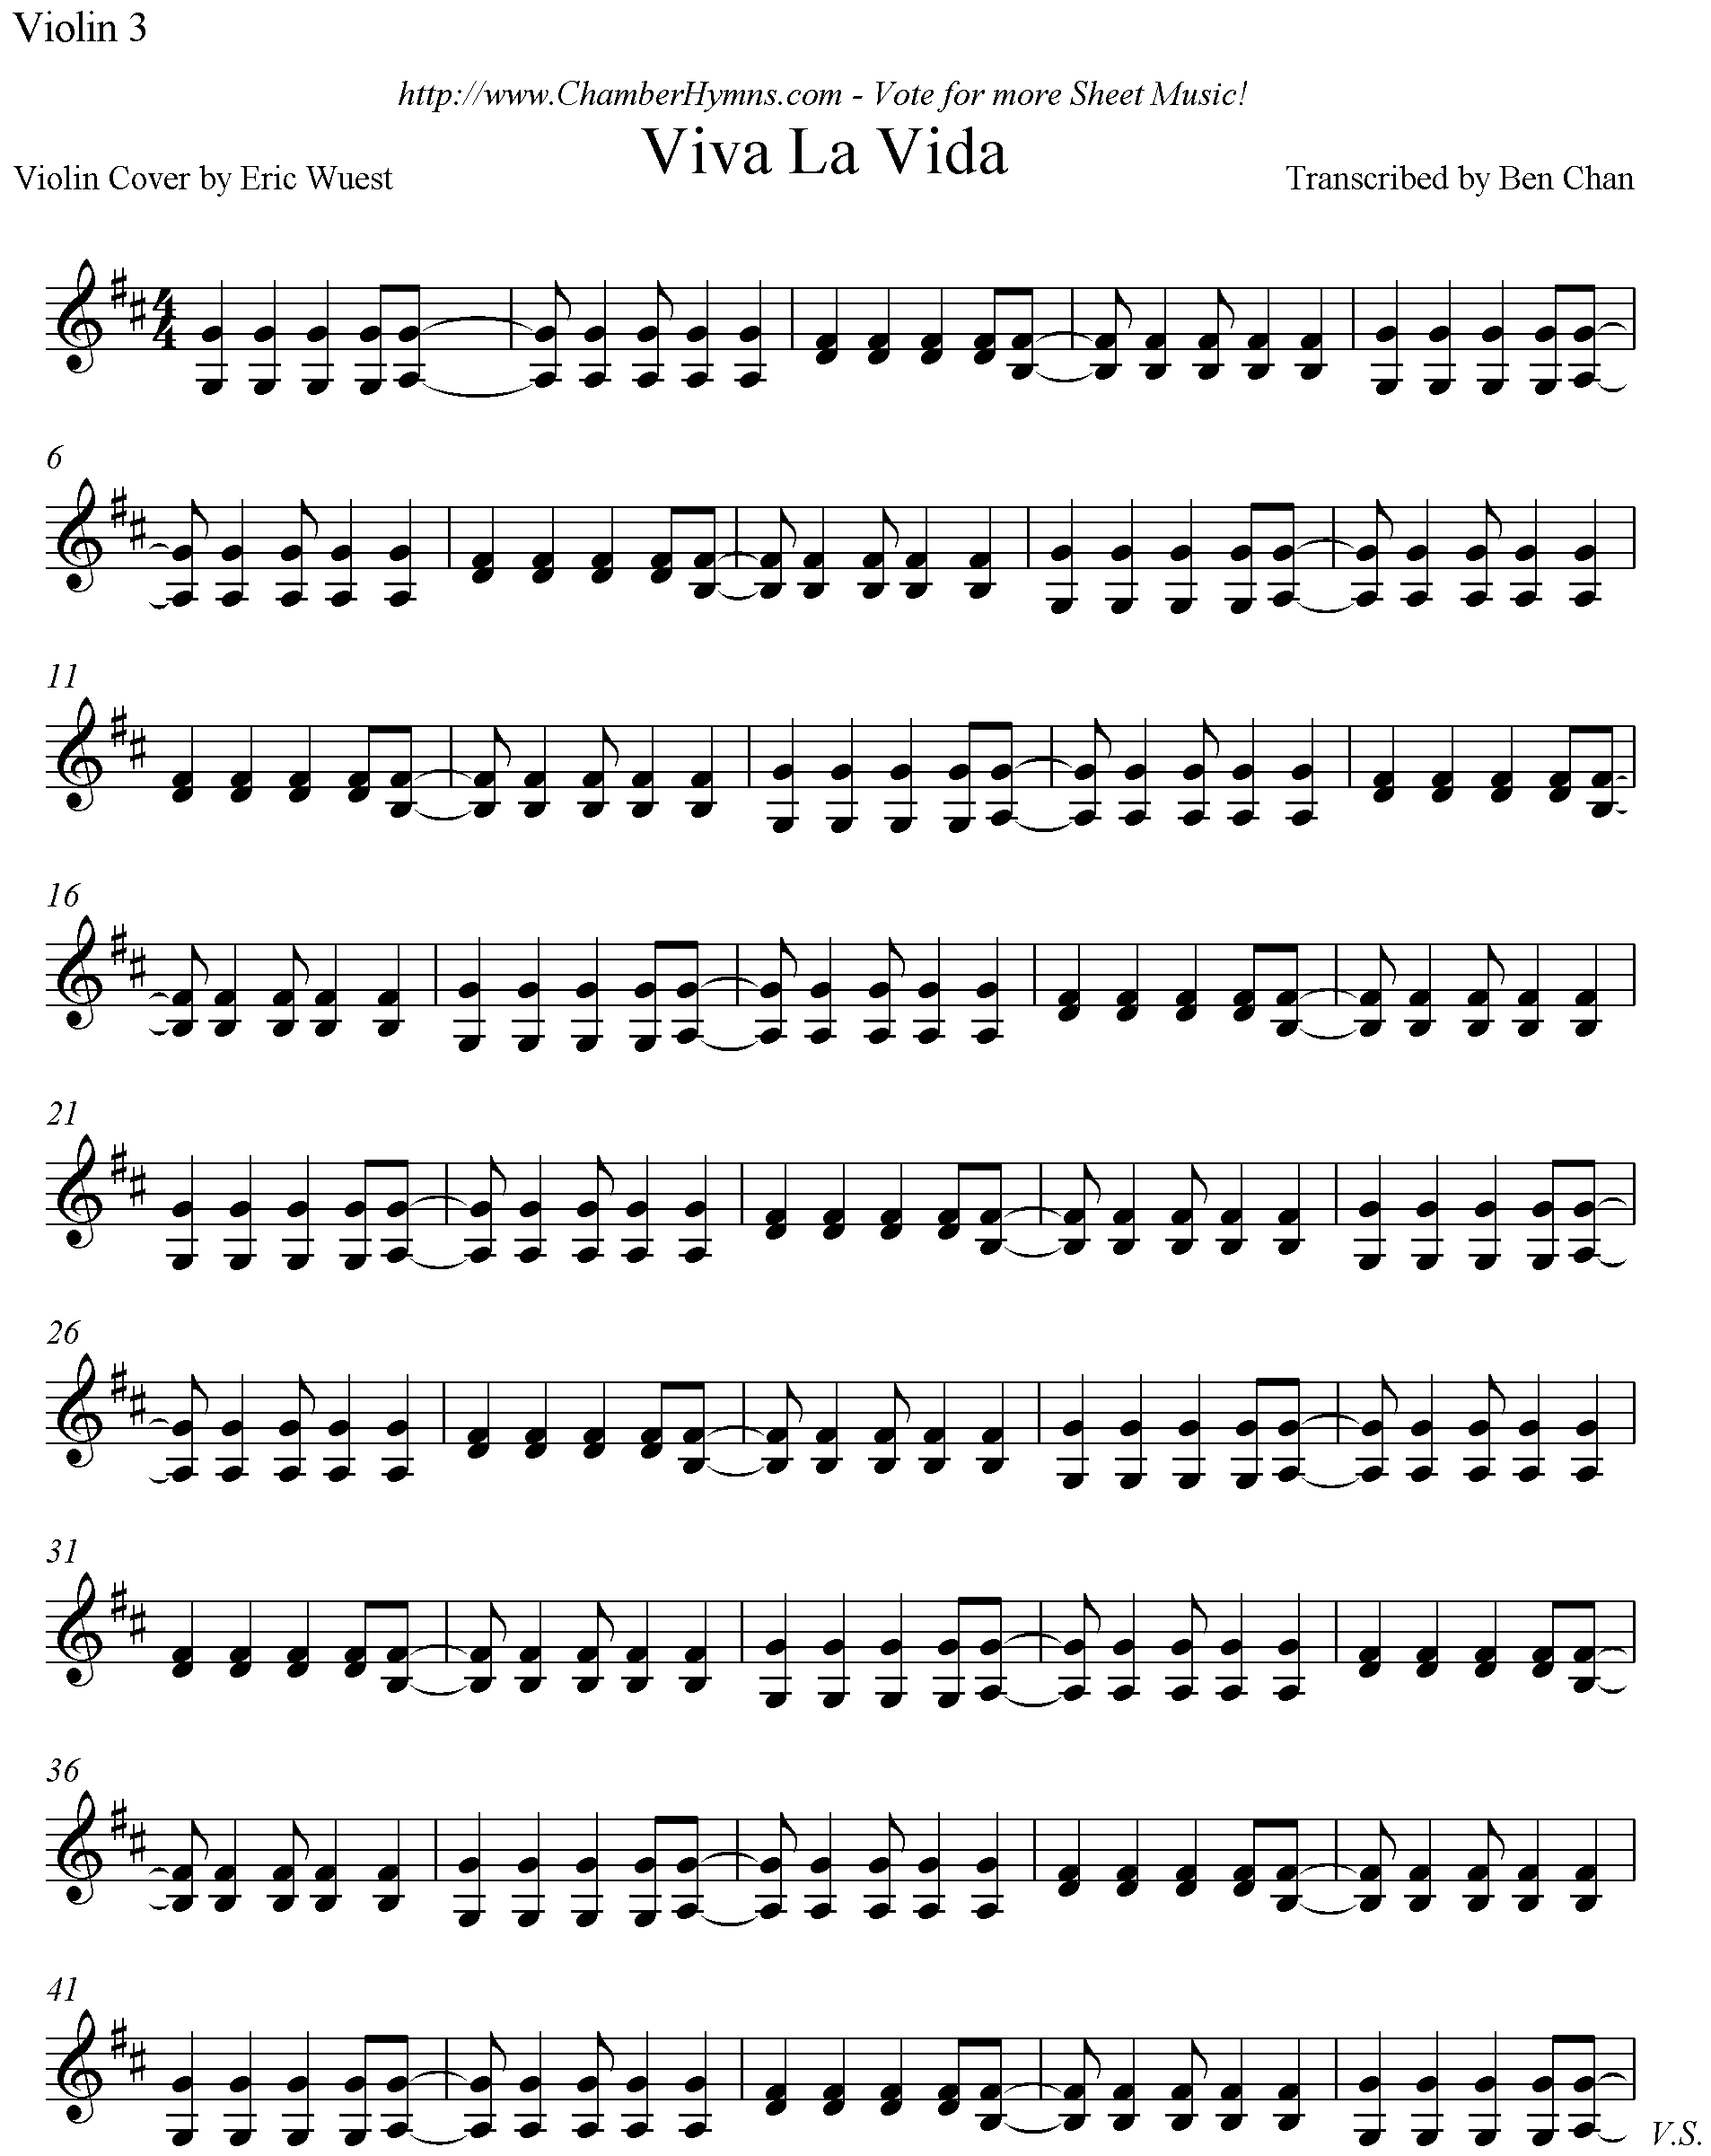 Violin 3
http://www.ChamberHymns.com - Vote for more Sheet Music!
Viva La Vida
Violin Cover by Eric Wuest
Transcribed by Ben Chan
4
4
6
11
16
21
26
31
36
41
V.S.